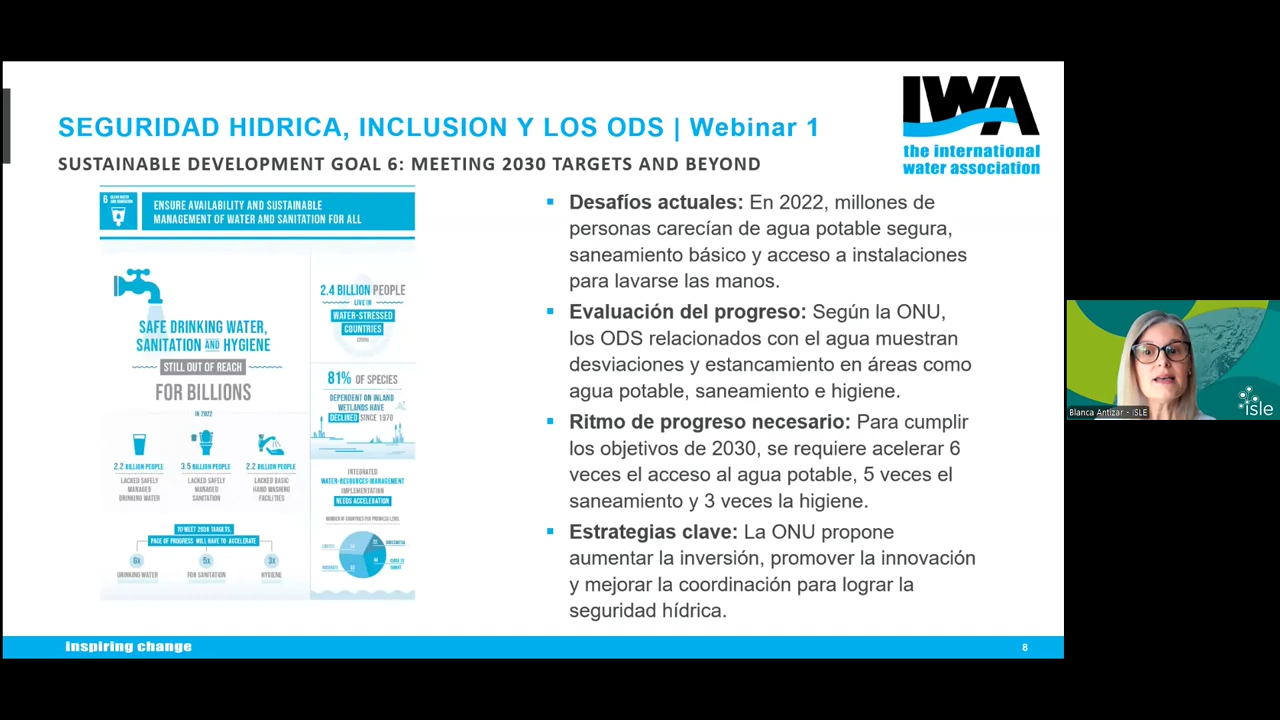 SEGURIDAD HIDRICA, INCLUSION Y LOS ODS | Webinar 1
SUSTAINABLE DEVELOPMENT GOAL 6: MEETING 2030 TARGETS AND BEYOND
IWA
the international
water association
6
ENSURE AVAILABILITY AND SUSTAINABLE
MANAGEMENT OF WATER AND SANITATION FOR ALL
SAFE DRINKING WATER,
SANITATION AND HYGIENE
STILL OUT OF REACH
FOR BILLIONS
IN 2022
2.2 BILLION PEOPLE
LACKED SAFELY
MANAGED
DRINKING WATER
3.5 BILLION PEOPLE
LACKED SAFELY
MANAGED
SANITATION
2.2 BILLION PEOPLE
LACKED BASIC
HAND WASHING
FACILITIES
TO MEET 2030 TARGETS,
PACE OF PROGRESS WILL HAVE TO ACCELERATE
6x
DRINKING WATER
5x
FOR SANITATION
3x
HYGIENE
2.4 BILLION PEOPLE
LIVE IN
WATER-STRESSED
COUNTRIES
81% OF SPECIES
DEPENDENT ON INLAND
WETLANDS HAVE
DECLINED SINCE 1970
INTEGRATED
WATER-RESOURCES-MANAGEMENT
IMPLEMENTATION
NEEDS ACCELERATION
NUMBER OF COUNTRIES PER PROGRESS LEVEL
LIMITED
SUBSTANTIAL
MODERATE
Desafíos actuales: En 2022, millones de
personas carecían de agua potable segura,
saneamiento básico y acceso a instalaciones
para lavarse las manos.
Evaluación del progreso: Según la ONU,
los ODS relacionados con el agua muestran
desviaciones y estancamiento en áreas como
agua potable, saneamiento e higiene.
Ritmo de progreso necesario: Para cumplir
los objetivos de 2030, se requiere acelerar 6
veces el acceso al agua potable, 5 veces el
saneamiento y 3 veces la higiene.
Estrategias clave: La ONU propone
aumentar la inversión, promover la innovación
y mejorar la coordinación para lograr la
seguridad hídrica.
inspiring change
8
Blanca Antizar - ISLE
isle